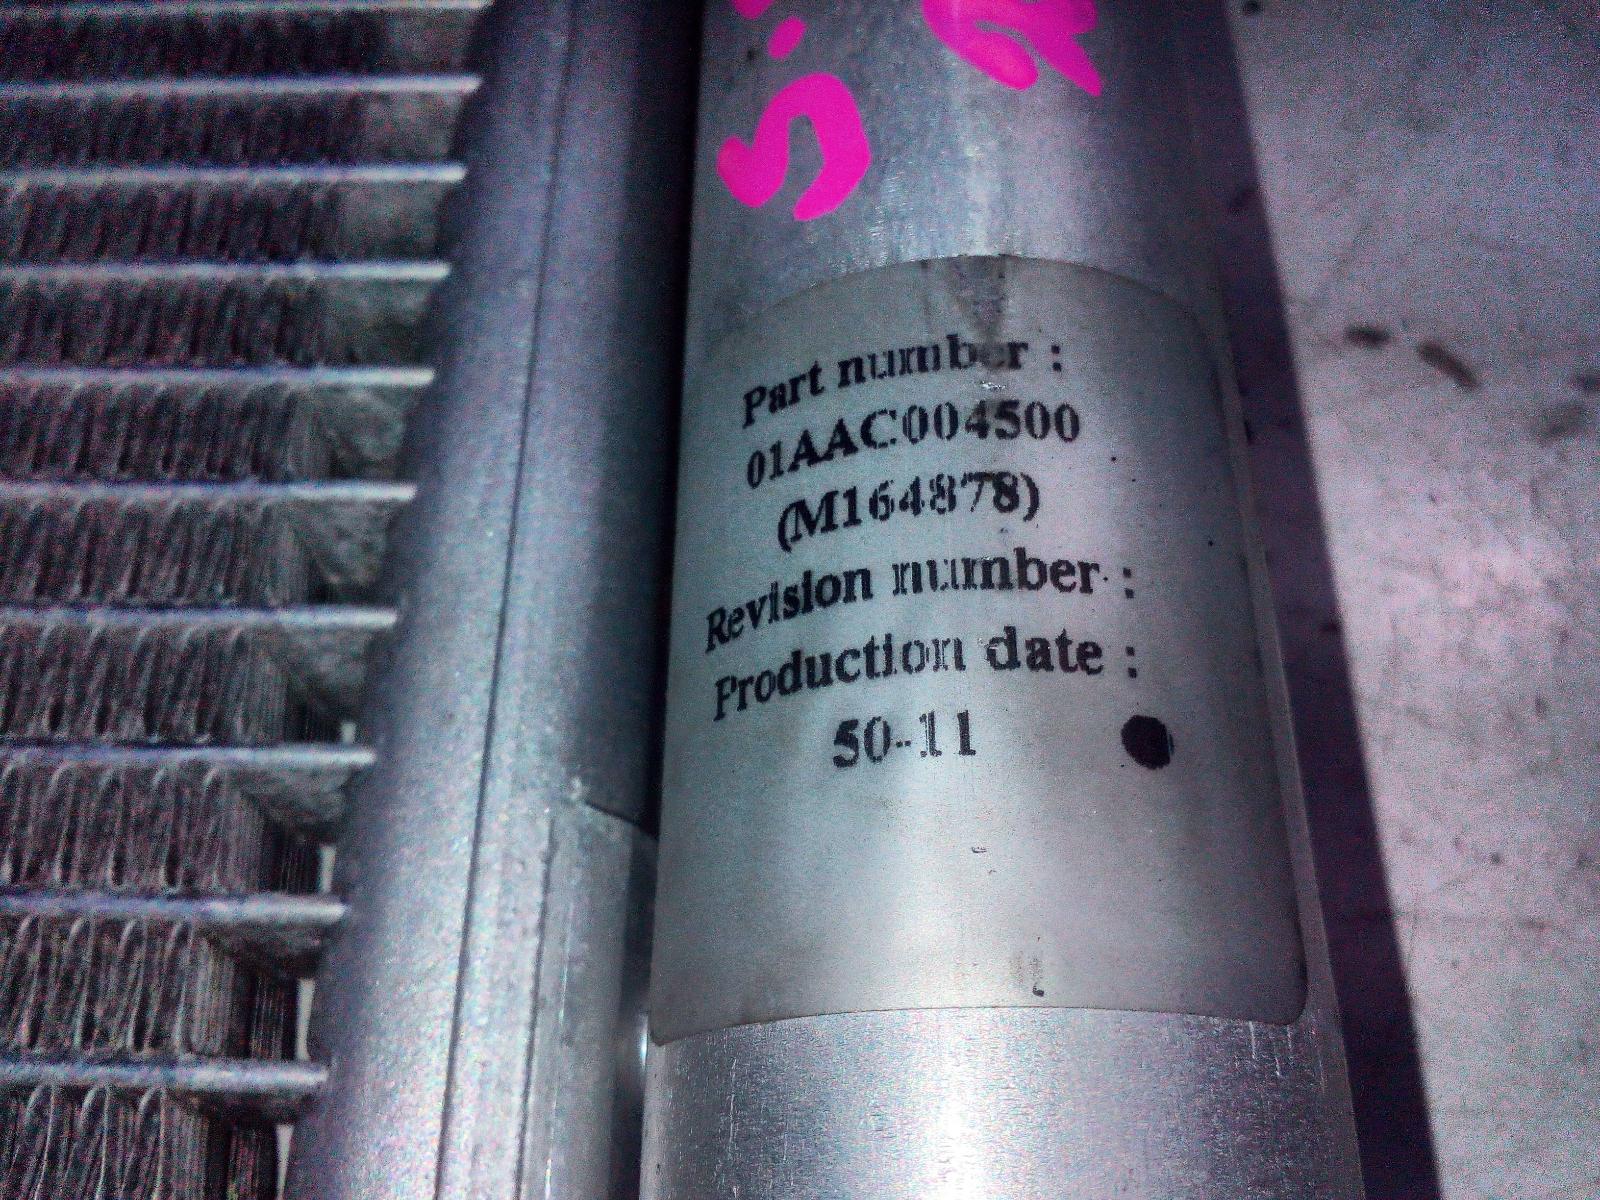 Part number :
01AAC004500
(M164878)
Revision number :
Production date :
50-11